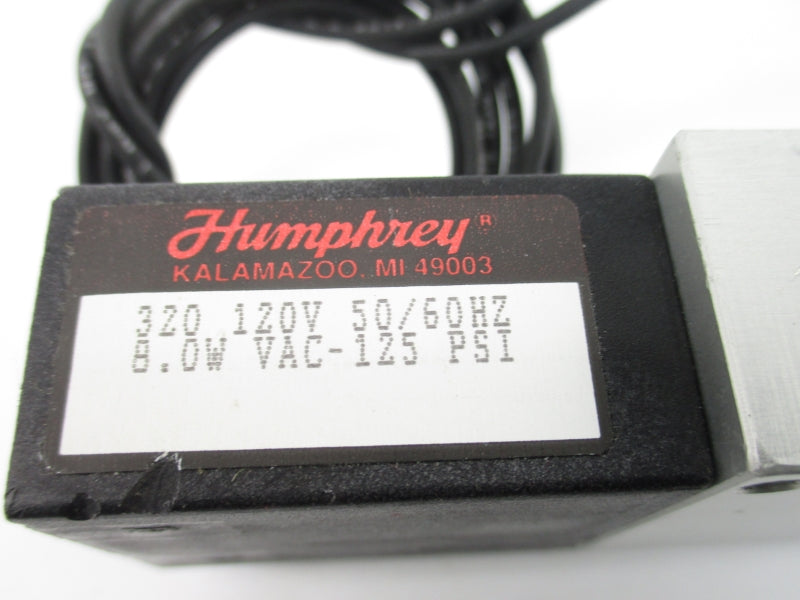 Humphrey®
KALAMAZOO, MI 49003
320 120V 50/60HZ
8.0W VAC-125 PSI